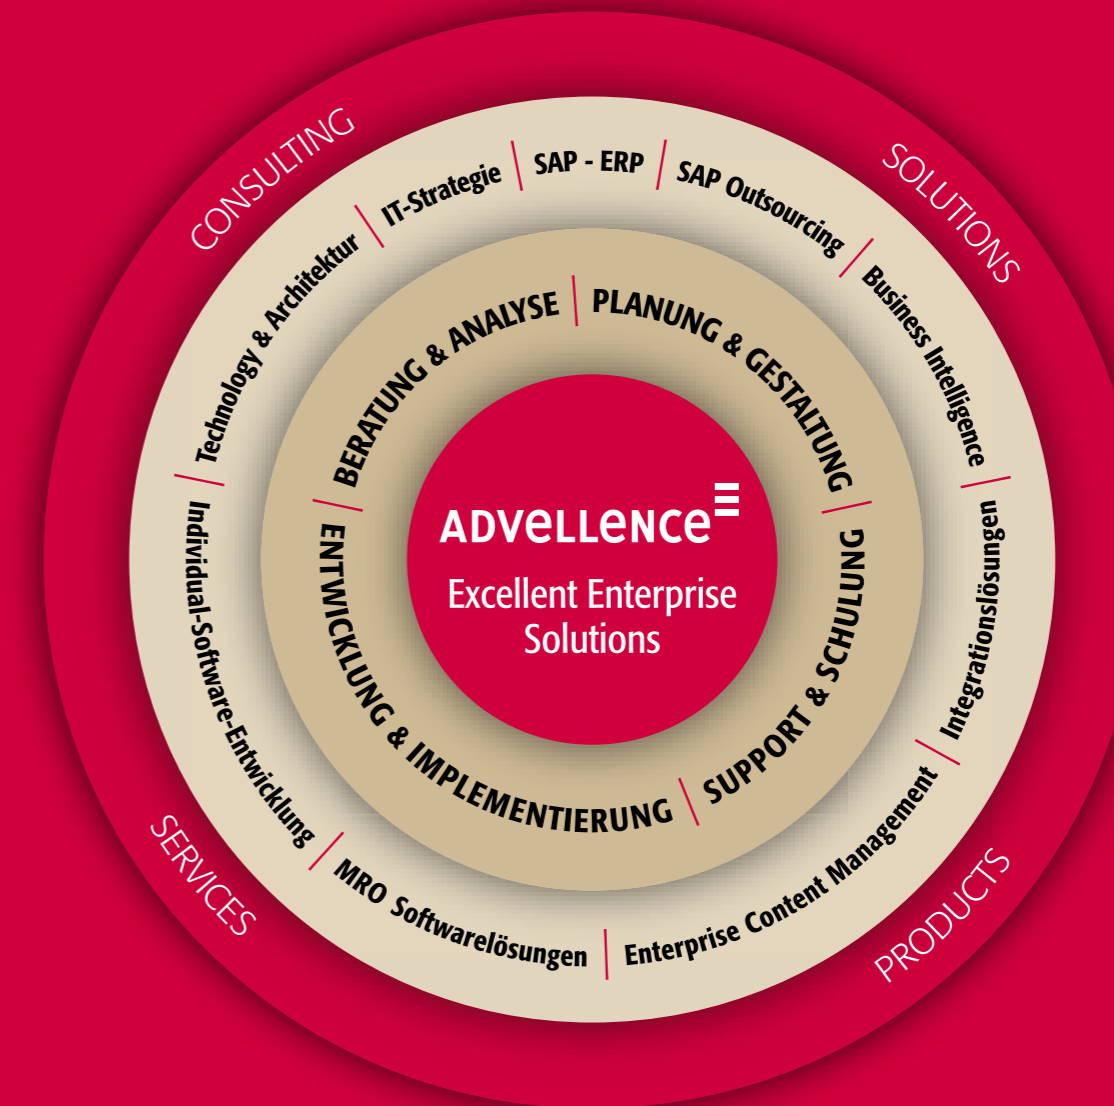 CONSULTING
SOLUTIONS
PRODUCTS
SERVICES
SAP - ERP
SAP Outsourcing
Business Intelligence
Integrationslösungen
Enterprise Content Management
MRO Softwarelösungen
Individual-Software-Entwicklung
Technology & Architektur
IT-Strategie
BERATUNG & ANALYSE
PLANUNG & GESTALTUNG
SUPPORT & SCHULUNG
ENTWICKLUNG & IMPLEMENTIERUNG
ADVELLENCE
Excellent Enterprise
Solutions